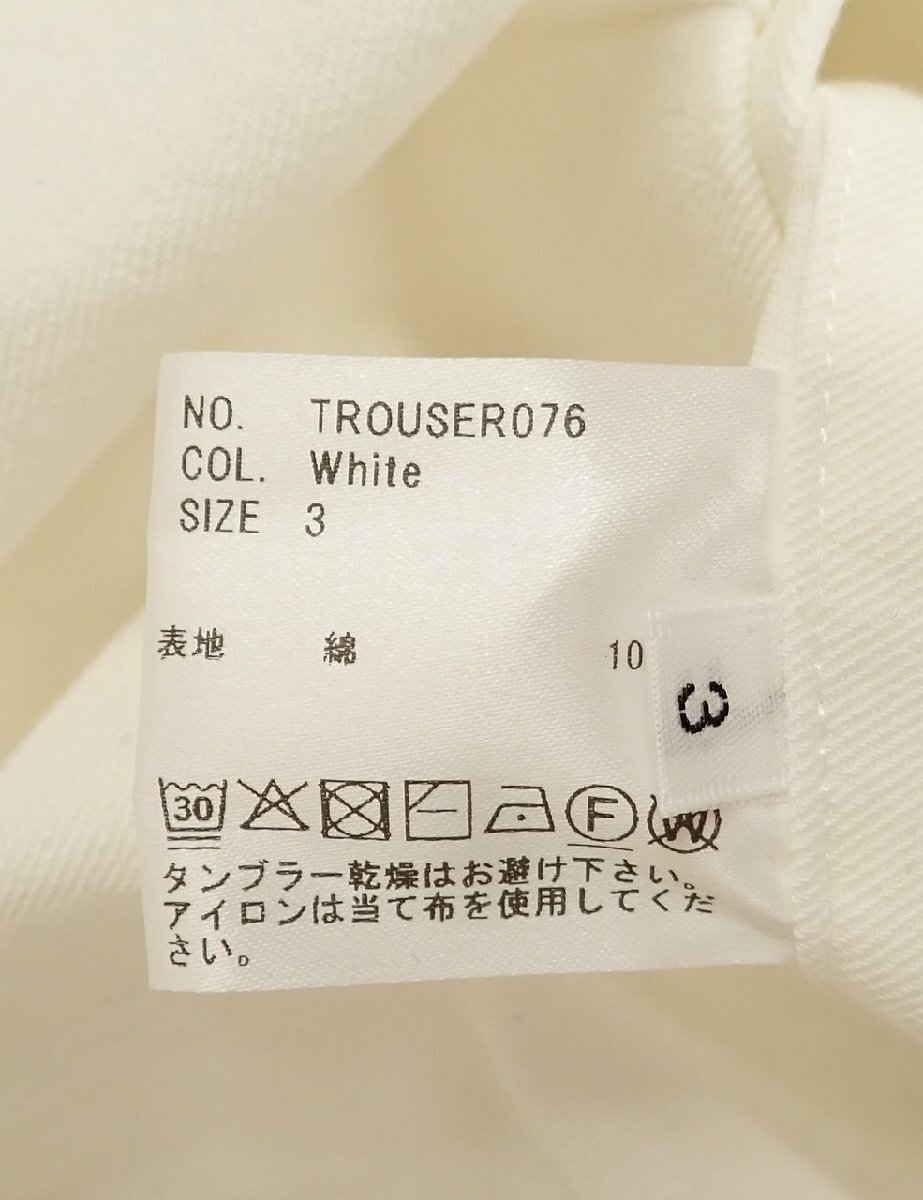 NO. TROUSER076
COL. White
SIZE 3
表地 綿 10
3
30 F W
タンブラー乾燥はお避け下さい。
アイロンは当て布を使用してくだ
さい。